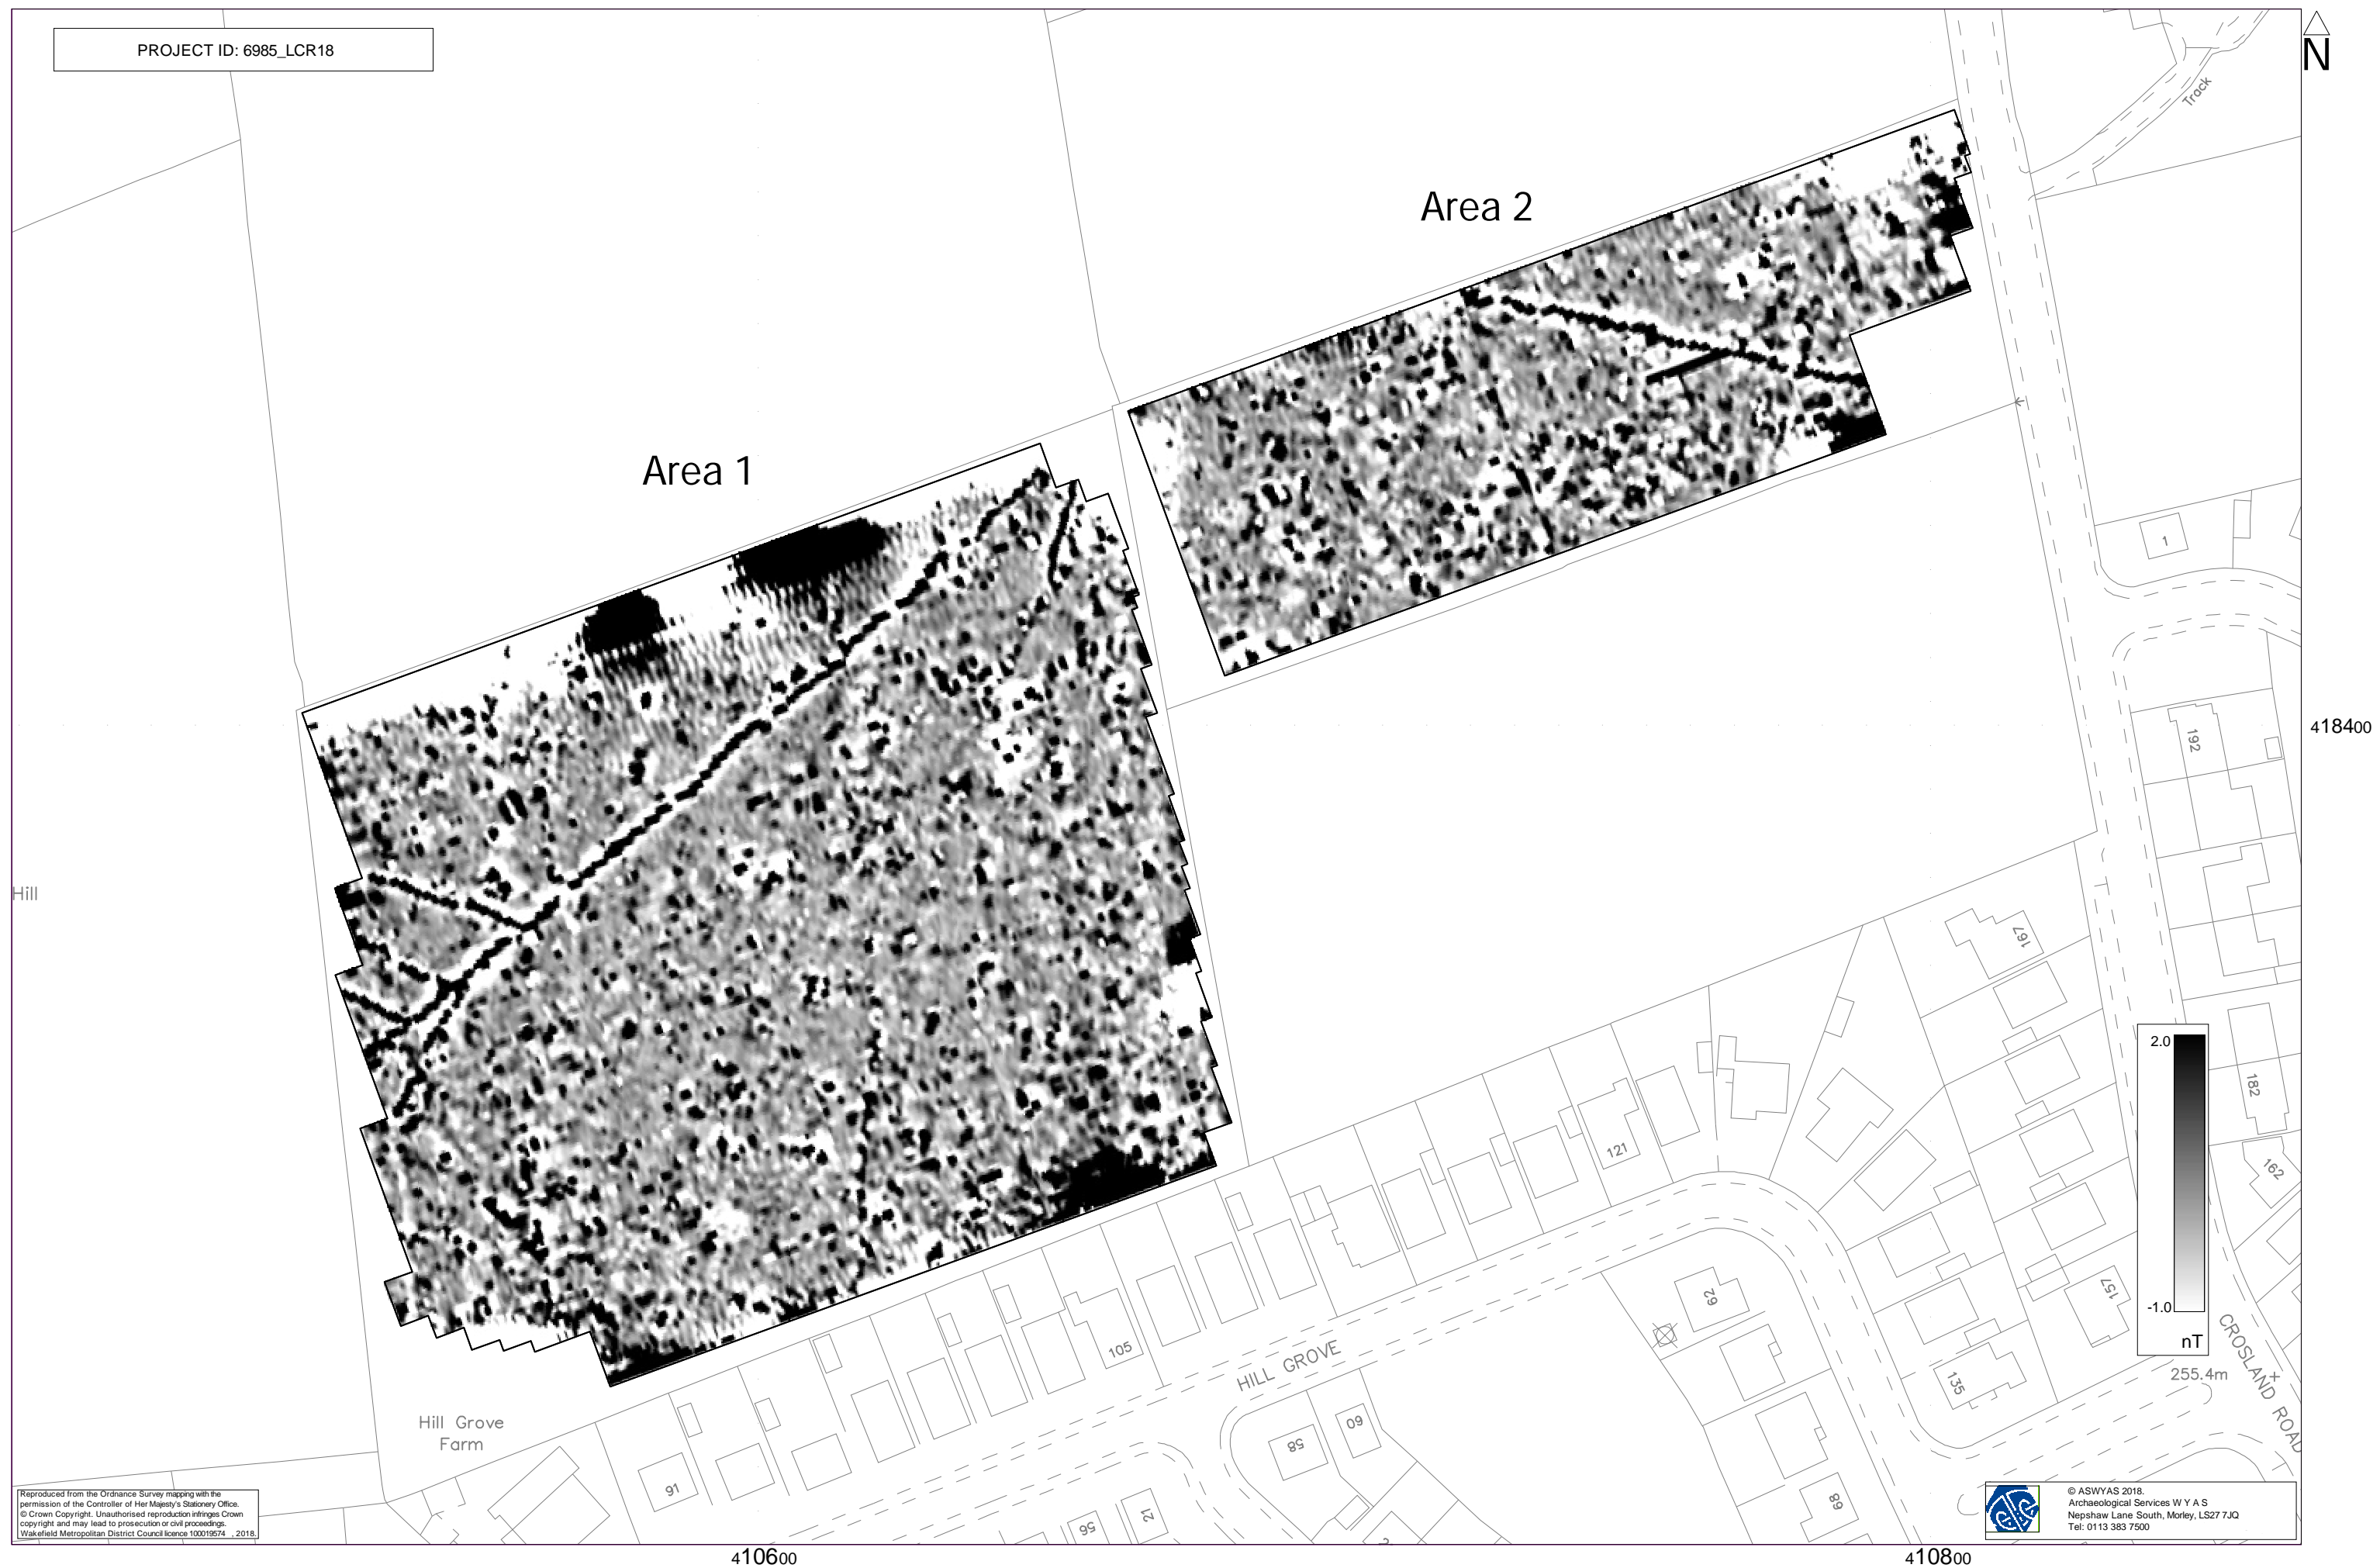 PROJECT ID: 6985_LCR18
N
Track
Area 2
Area 1
1
418400
192
Hill
167
182
121
162
2.0
-1.0
nT
157
62
105
HILL GROVE
135
255.4m
CROSLAND ROAD
Hill Grove
Farm
91
58
60
68
56
21
Reproduced from the Ordnance Survey mapping with the
permission of the Controller of Her Majesty's Stationery Office.
© Crown Copyright. Unauthorised reproduction infringes Crown
copyright and may lead to prosecution or civil proceedings.
Wakefield Metropolitan District Council licence 100019574 , 2018.
© ASWYAS 2018.
Archaeological Services W Y A S
Nepshaw Lane South, Morley, LS27 7JQ
Tel: 0113 383 7500
410600
410800